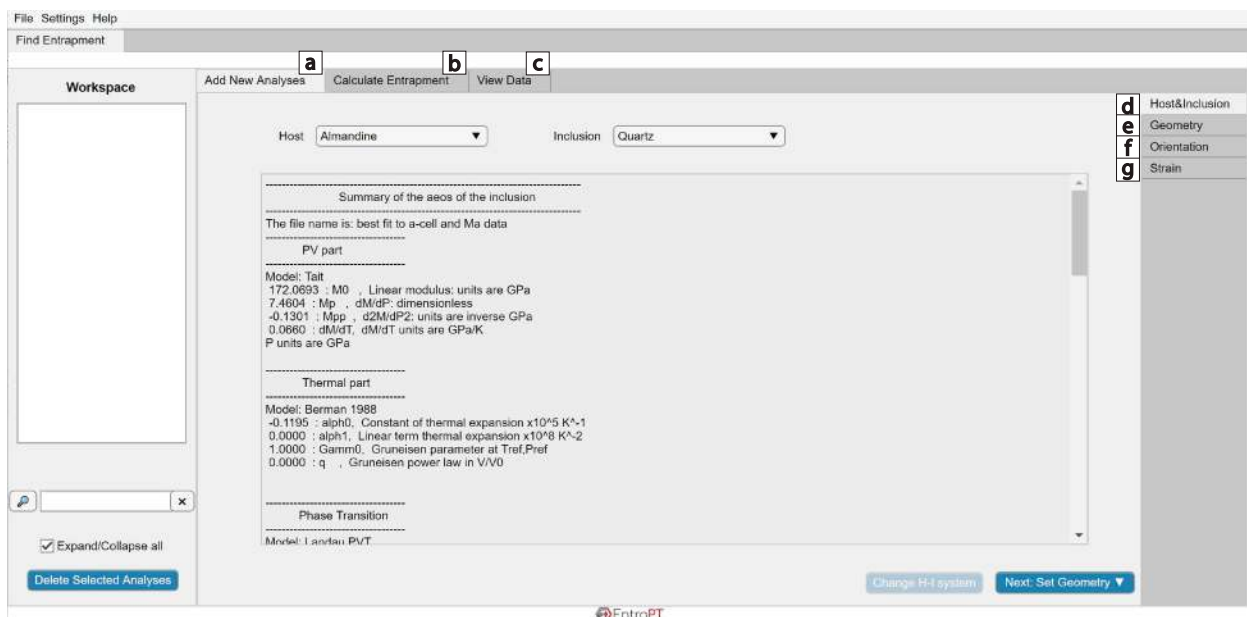 File Settings Help
Find Entrapment
a b c
Workspace
Add New Analyses Calculate Entrapment View Data
d Host&Inclusion
e Geometry
f Orientation
g Strain
Host Almandine ▼ Inclusion Quartz ▼
-------------------------------------------------------------------------------
Summary of the aeos of the inclusion
-------------------------------------------------------------------------------
The file name is: best fit to a-cell and Ma data
-----------------------------------
PV part
-----------------------------------
Model: Tait
172.0693 : M0 , Linear modulus: units are GPa
7.4604 : Mp , dM/dP: dimensionless
-0.1301 : Mpp , d2M/dP2: units are inverse GPa
0.0660 : dM/dT, dM/dT units are GPa/K
P units are GPa
-----------------------------------
Thermal part
-----------------------------------
Model: Berman 1988
-0.1195 : alph0, Constant of thermal expansion x10^5 K^-1
0.0000 : alph1, Linear term thermal expansion x10^8 K^-2
1.0000 : Gamm0, Gruneisen parameter at Tref,Pref
0.0000 : q , Gruneisen power law in V/V0
-----------------------------------
Phase Transition
-----------------------------------
Model: Landau PVT
Expand/Collapse all
Delete Selected Analyses
Change H-I system Next: Set Geometry ▼
EntroPT